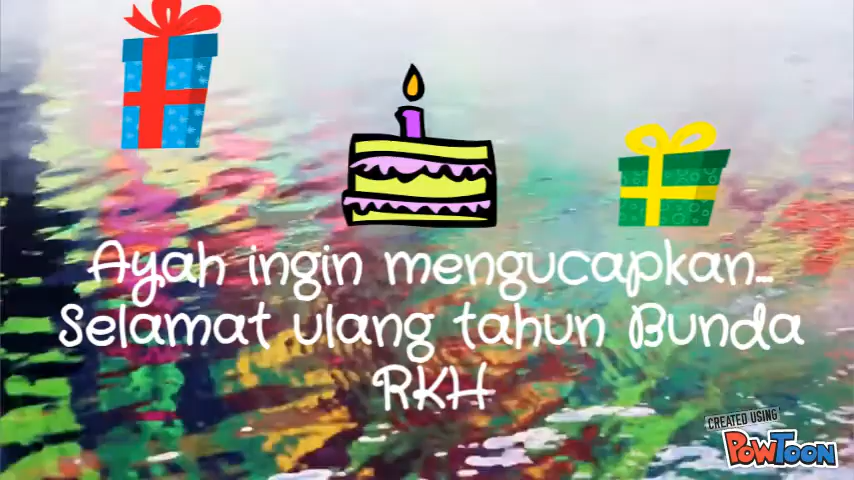 Ayah ingin mengucapkan..
Selamat ulang tahun Bunda
RKH
CREATED USING
POWTOON